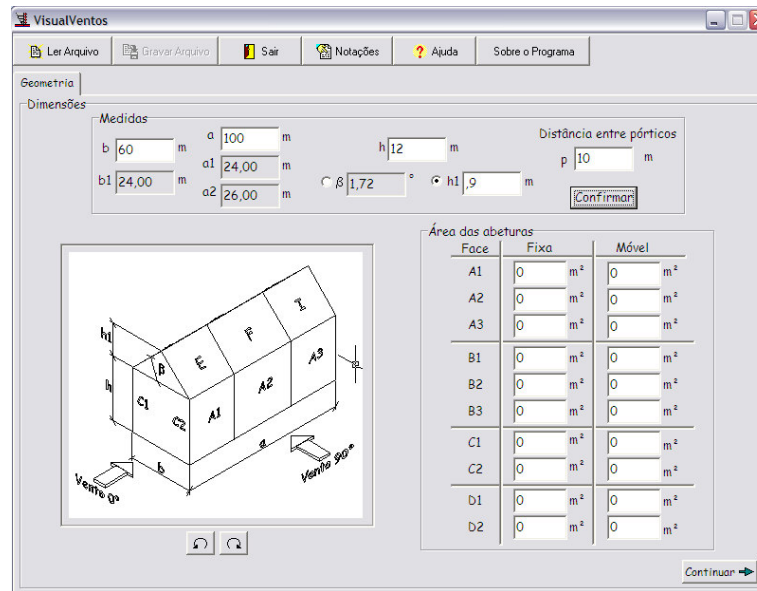 VisualVentos
Ler Arquivo Gravar Arquivo Sair Notações ? Ajuda Sobre o Programa
Geometria
Dimensões
Medidas
b 60 m a 100 m h 12 m Distância entre pórticos
p 10 m
b1 24,00 m a1 24,00 m β 1,72 ° h1 ,9 m
a2 26,00 m Confirmar
Área das abeturas
Face Fixa Móvel
A1 0 m² 0 m²
A2 0 m² 0 m²
A3 0 m² 0 m²
B1 0 m² 0 m²
B2 0 m² 0 m²
B3 0 m² 0 m²
C1 0 m² 0 m²
C2 0 m² 0 m²
D1 0 m² 0 m²
D2 0 m² 0 m²
h1 β E F I
h C1 C2 A1 A2 A3
b a
Vento 0° Vento 90°
Continuar